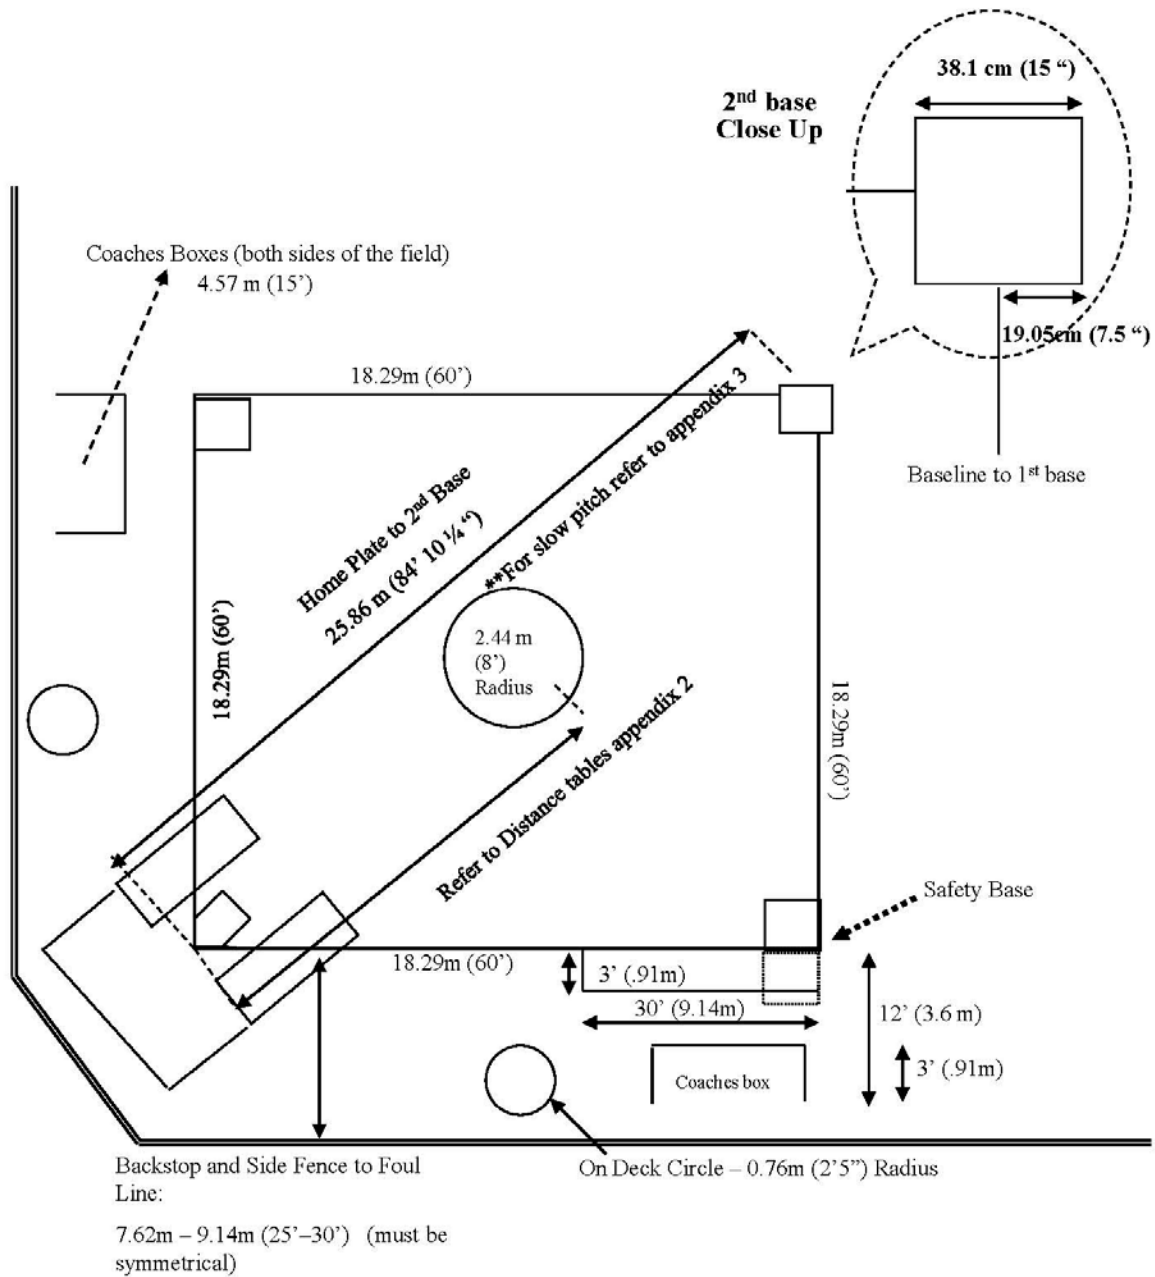 38.1 cm (15 “)
2nd base
Close Up
19.05cm (7.5 “)
Baseline to 1st base
Coaches Boxes (both sides of the field)
4.57 m (15’)
18.29m (60’)
Home Plate to 2nd Base
25.86 m (84’ 10 ¼ “)
**For slow pitch refer to appendix 3
18.29m (60’)
2.44 m
(8’)
Radius
Refer to Distance tables appendix 2
18.29m (60’)
Safety Base
18.29m (60’)
3’ (.91m)
30’ (9.14m)
12’ (3.6 m)
3’ (.91m)
Coaches box
Backstop and Side Fence to Foul
Line:
7.62m – 9.14m (25’–30’) (must be
symmetrical)
On Deck Circle – 0.76m (2’5”) Radius